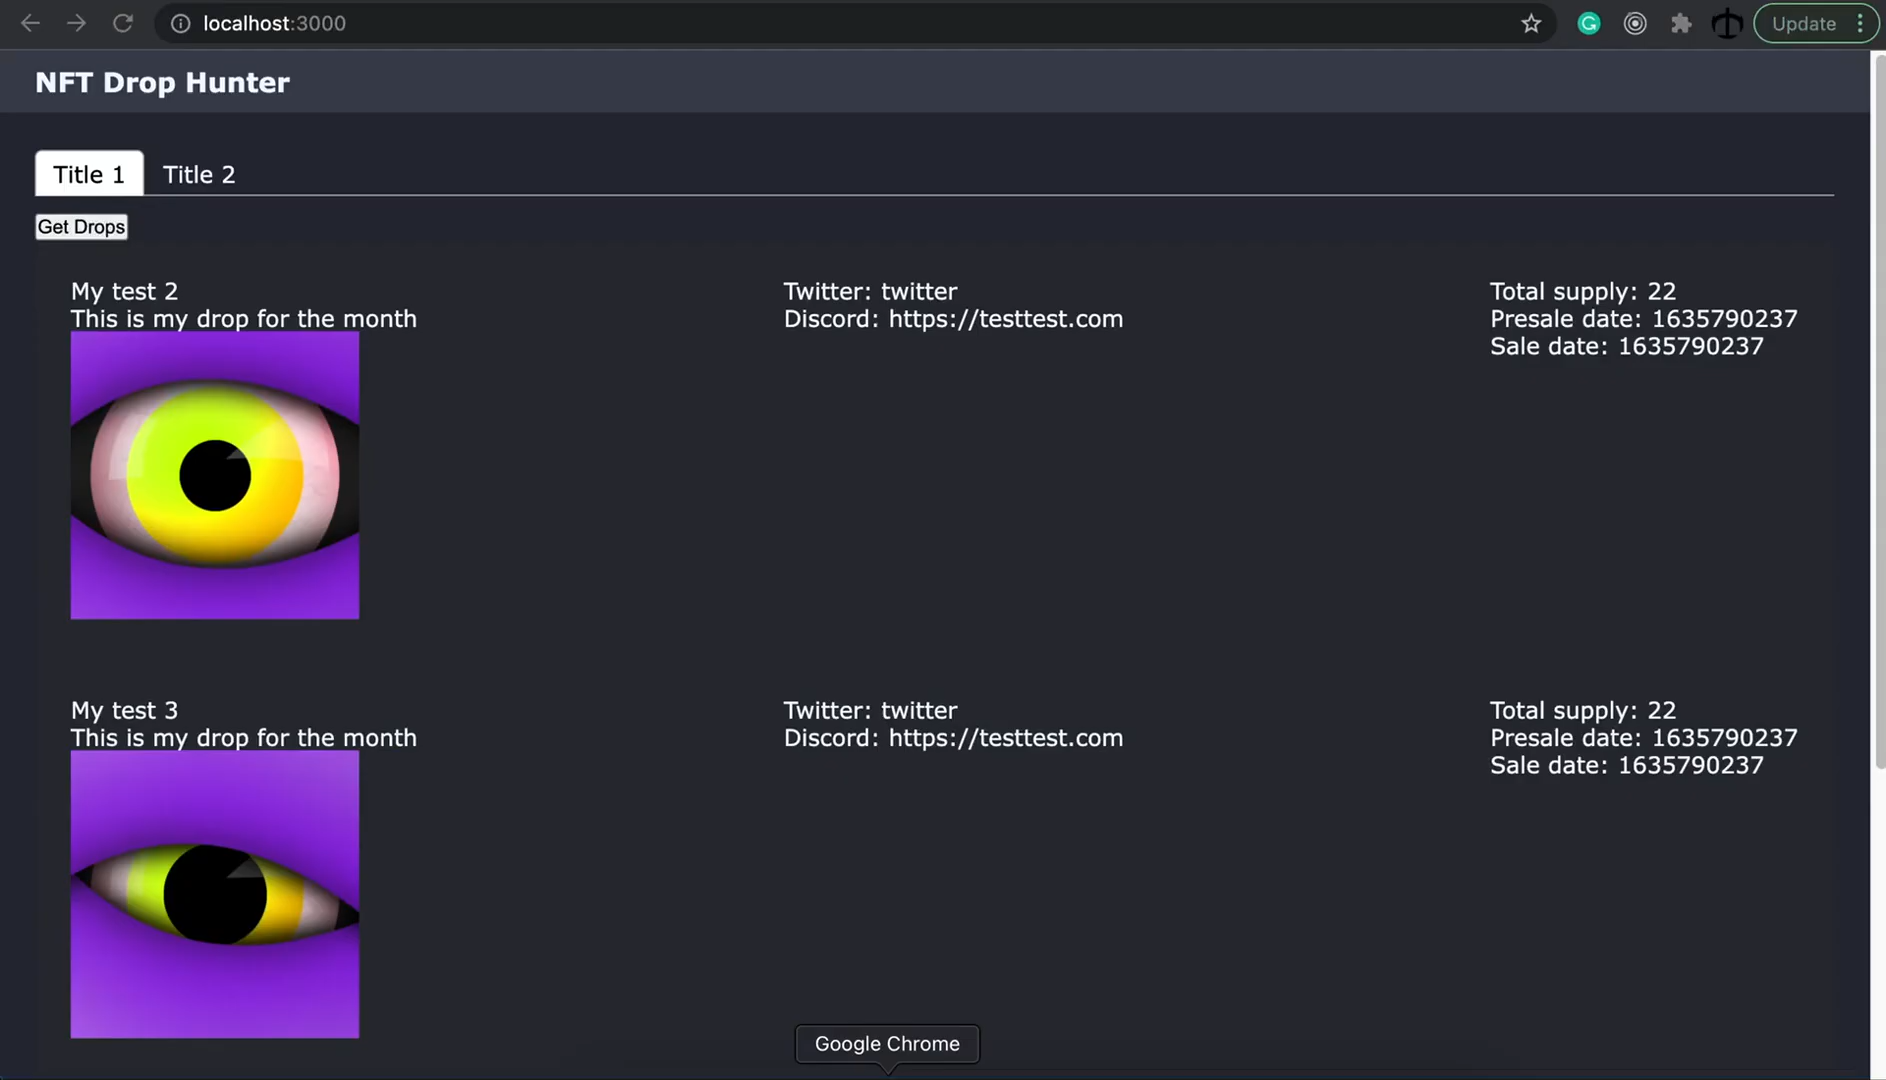 localhost:3000
Update
NFT Drop Hunter
Title 1
Title 2
Get Drops
My test 2
This is my drop for the month
Twitter: twitter
Discord: https://testtest.com
Total supply: 22
Presale date: 1635790237
Sale date: 1635790237
My test 3
This is my drop for the month
Twitter: twitter
Discord: https://testtest.com
Total supply: 22
Presale date: 1635790237
Sale date: 1635790237
Google Chrome